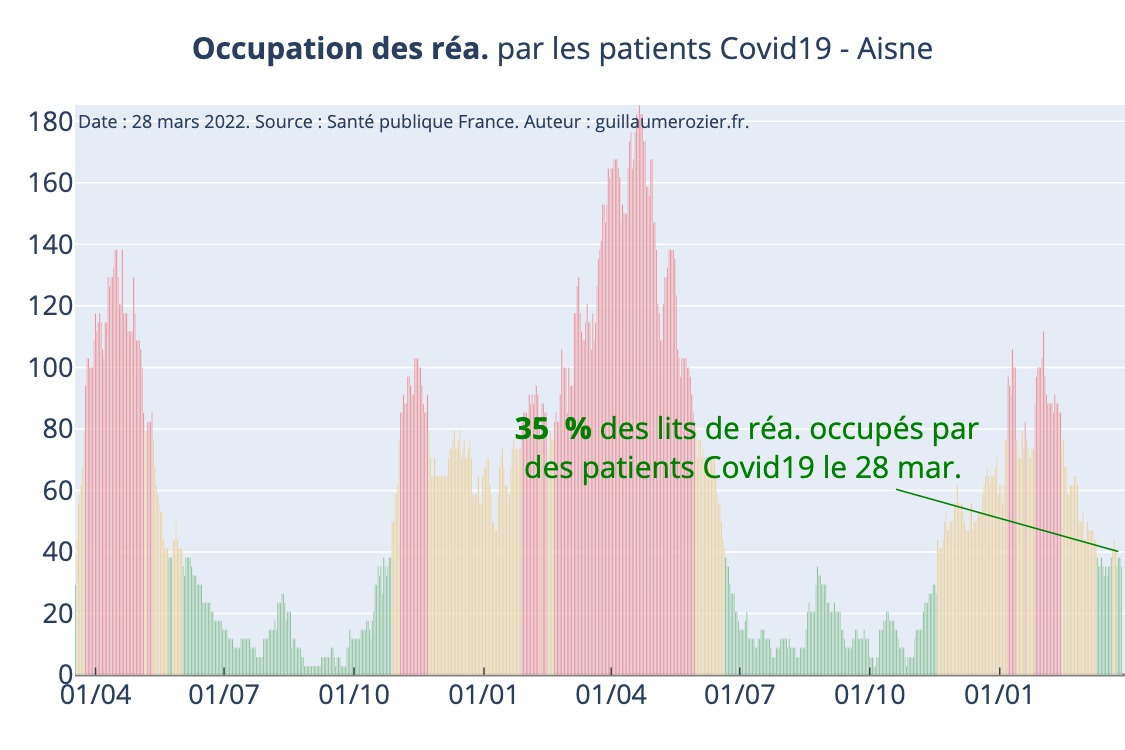 Occupation des réa. par les patients Covid19 - Aisne
Date : 28 mars 2022. Source : Santé publique France. Auteur : guillaumerozier.fr.
180
160
140
120
100
80
60
40
20
0
35 % des lits de réa. occupés par
des patients Covid19 le 28 mar.
01/04 01/07 01/10 01/01 01/04 01/07 01/10 01/01